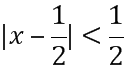 |x − 1/2| < 1/2